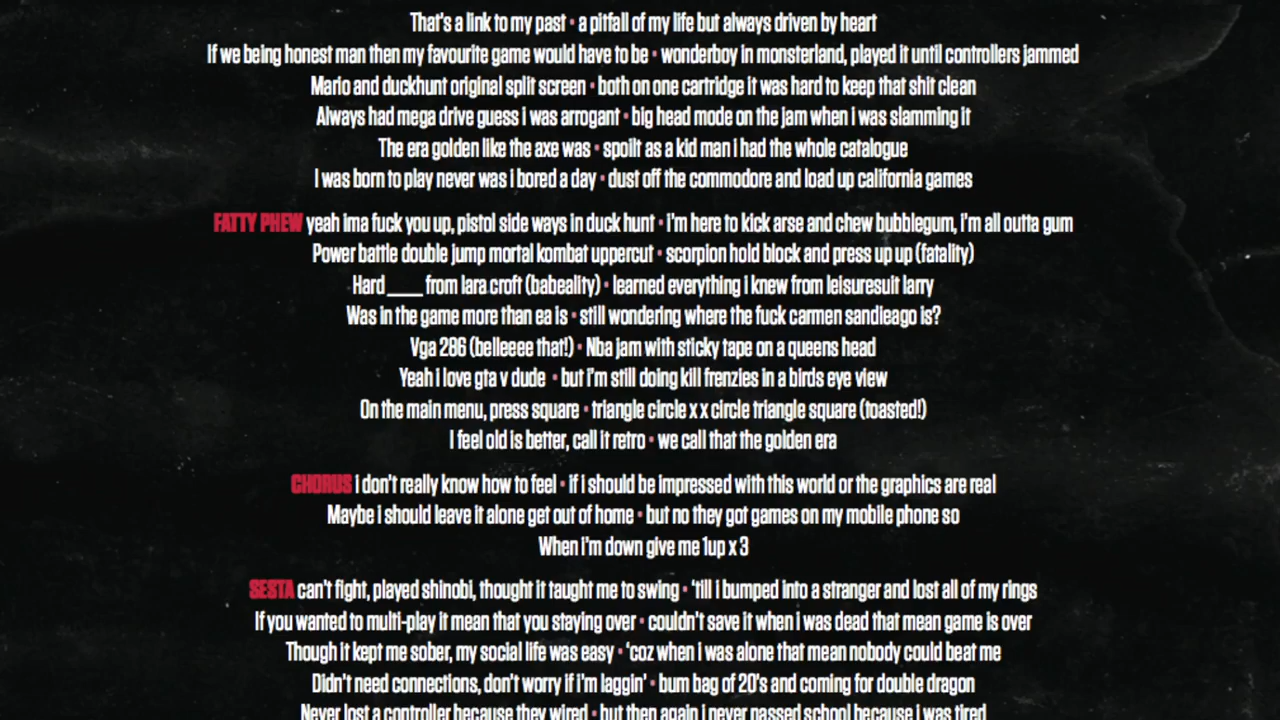 That's a link to my past • a pitfall of my life but always driven by heart
If we being honest man then my favourite game would have to be • wonderboy in monsterland, played it until controllers jammed
Mario and duckhunt original split screen • both on one cartridge it was hard to keep that shit clean
Always had mega drive guess i was arrogant • big head mode on the jam when i was slamming it
The era golden like the axe was • spoilt as a kid man i had the whole catalogue
I was born to play never was i bored a day • dust off the commodore and load up california games
FATTY PHEW yeah ima fuck you up, pistol side ways in duck hunt • i'm here to kick arse and chew bubblegum, i'm all outta gum
Power battle double jump mortal kombat uppercut • scorpion hold block and press up up (fatality)
Hard ____ from lara croft (babeality) • learned everything i knew from leisuresuit larry
Was in the game more than ea is • still wondering where the fuck carmen sandieago is?
Vga 286 (belleeee that!) • Nba jam with sticky tape on a queens head
Yeah i love gta v dude • but i'm still doing kill frenzies in a birds eye view
On the main menu, press square • triangle circle x x circle triangle square (toasted!)
I feel old is better, call it retro • we call that the golden era
CHORUS i don't really know how to feel • if i should be impressed with this world or the graphics are real
Maybe i should leave it alone get out of home • but no they got games on my mobile phone so
When i'm down give me 1up x 3
SESTA can't fight, played shinobi, thought it taught me to swing • 'till i bumped into a stranger and lost all of my rings
If you wanted to multi-play it mean that you staying over • couldn't save it when i was dead that mean game is over
Though it kept me sober, my social life was easy • 'coz when i was alone that mean nobody could beat me
Didn't need connections, don't worry if i'm laggin' • bum bag of 20's and coming for double dragon
Never lost a controller because they wired • but then again i never passed school because i was tired